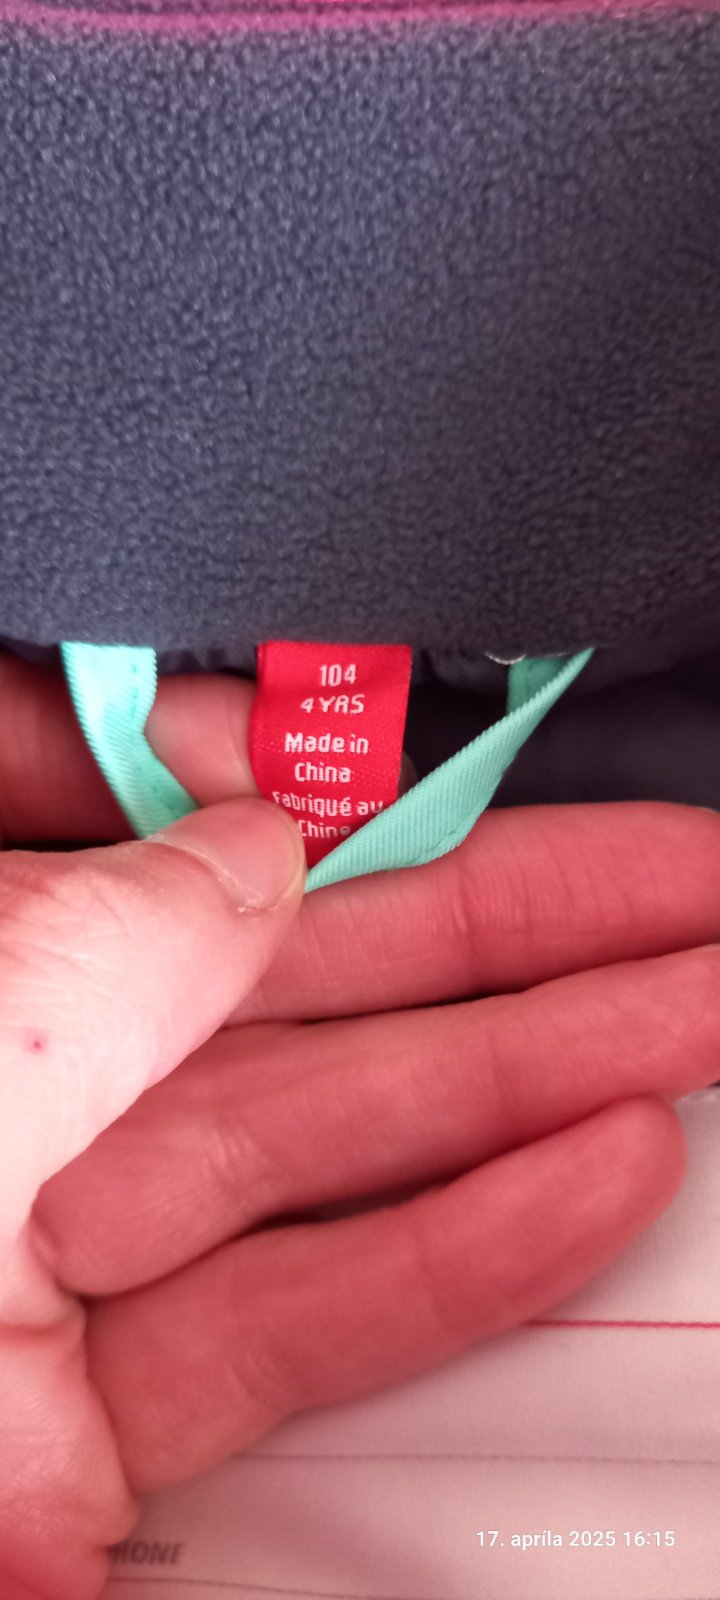 104
4 YRS
Made in
China
Fabriqué au
Chine
17. apríla 2025 16:15